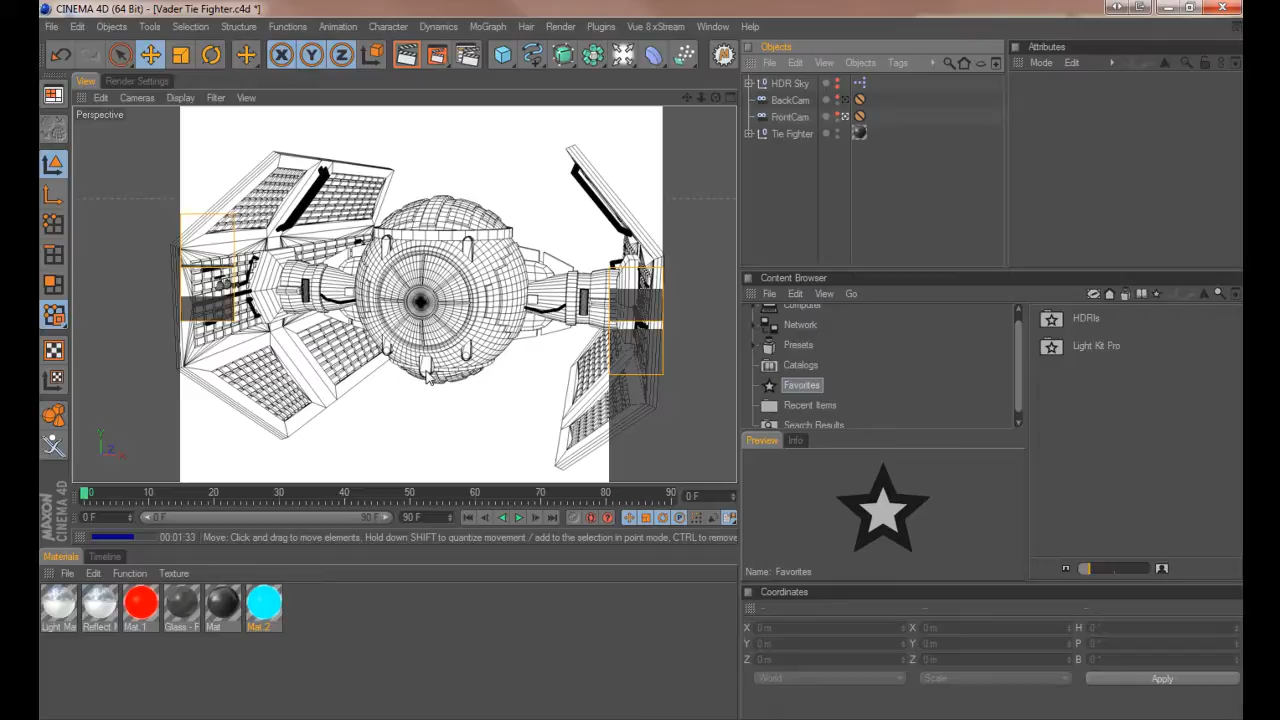 CINEMA 4D (64 Bit) - [Vader Tie Fighter.c4d *]
File Edit Objects Tools Selection Structure Functions Animation Character Dynamics MoGraph Hair Render Plugins Vue 8 xStream Window Help
View Render Settings
Edit Cameras Display Filter View
Perspective
Objects
File Edit View Objects Tags
HDR Sky
BackCam
FrontCam
Tie Fighter
Attributes
Mode Edit
Content Browser
File Edit View Go
Computer
Network
Presets
Catalogs
Favorites
Recent Items
Search Results
HDRIs
Light Kit Pro
Preview Info
Name: Favorites
0 10 20 30 40 50 60 70 80 90 0 F
0 F 0 F 90 F 90 F
00:01:33 Move: Click and drag to move elements. Hold down SHIFT to quantize movement / add to the selection in point mode, CTRL to remove
Materials Timeline
File Edit Function Texture
Light Ma Reflect M Mat.1 Glass - F Mat Mat.2
MAXON CINEMA 4D
Coordinates
X 0 m X 0 m H 0 °
Y 0 m Y 0 m P 0 °
Z 0 m Z 0 m B 0 °
World Scale Apply